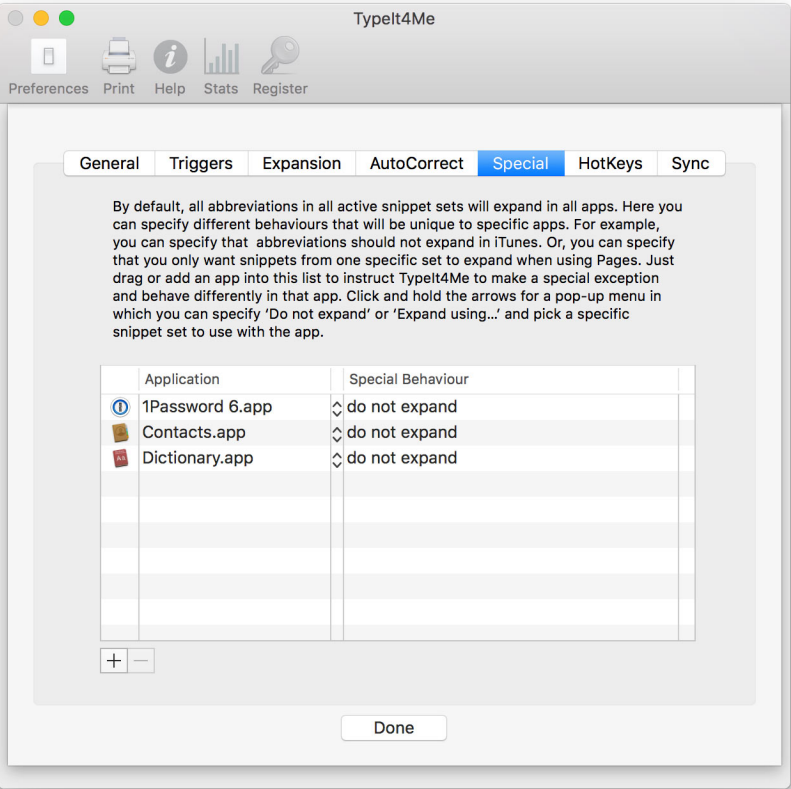 TypeIt4Me
Preferences Print Help Stats Register
General Triggers Expansion AutoCorrect Special HotKeys Sync
By default, all abbreviations in all active snippet sets will expand in all apps. Here you
can specify different behaviours that will be unique to specific apps. For example,
you can specify that  abbreviations should not expand in iTunes. Or, you can specify
that you only want snippets from one specific set to expand when using Pages. Just
drag or add an app into this list to instruct TypeIt4Me to make a special exception
and behave differently in that app. Click and hold the arrows for a pop-up menu in
which you can specify ‘Do not expand’ or ‘Expand using...’ and pick a specific
snippet set to use with the app.
Application Special Behaviour
1Password 6.app do not expand
Contacts.app do not expand
Dictionary.app do not expand
Done